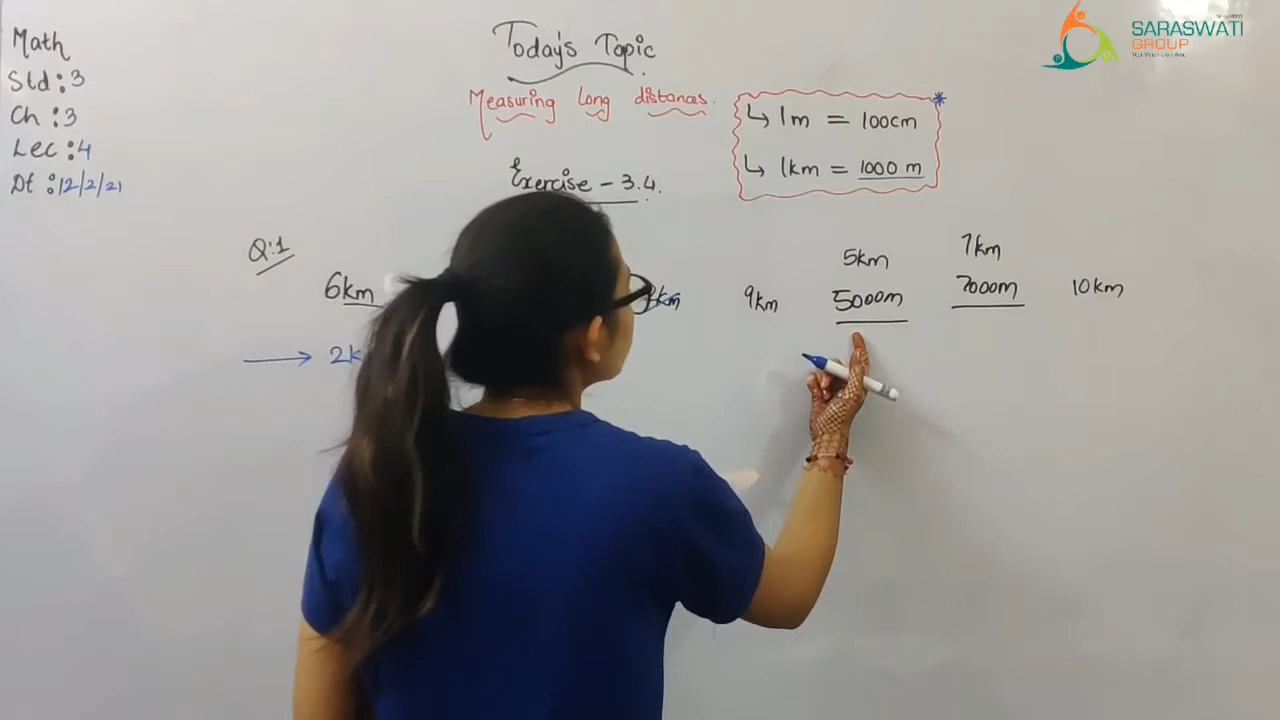 Math
Std : 3
Ch : 3
Lec : 4
Dt : 12/2/21
Today's Topic
Measuring long distances.
Exercise - 3.4.
↳ 1m = 100cm
↳ 1km = 1000 m
*
SARASWATI
GROUP
Q:1
5km 7km
6km 9km 5000m 7000m 10km
→ 2k